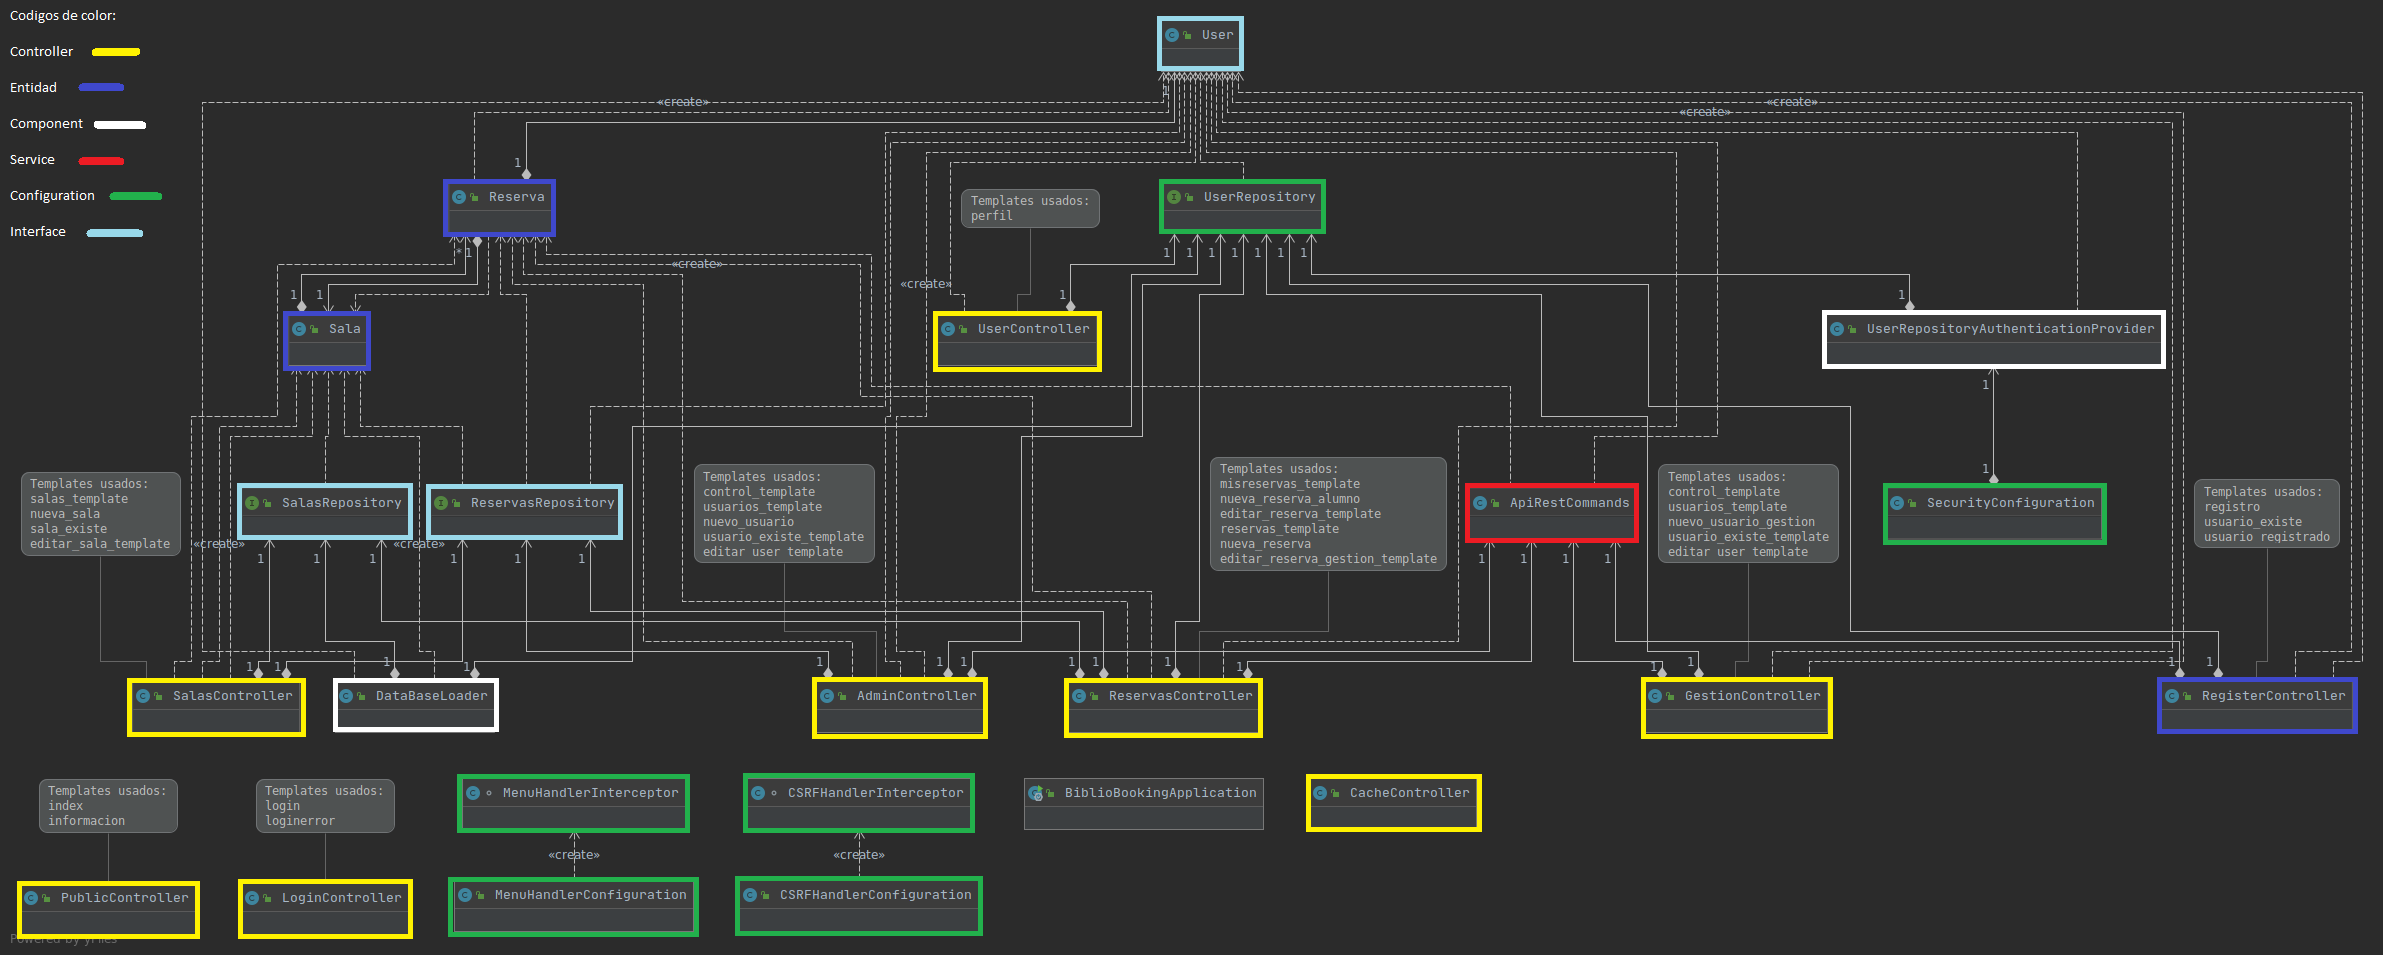 Codigos de color:
Controller
Entidad
Component
Service
Configuration
Interface
User
1
«create»
«create»
«create»
1
Reserva
* 1
Templates usados:
perfil
UserRepository
1 1 1 1 1 1 1
«create»
«create»
1 1
Sala
1
UserController
1
UserRepositoryAuthenticationProvider
1
1
SecurityConfiguration
Templates usados:
salas_template
nueva_sala
sala_existe
editar_sala_template
SalasRepository
ReservasRepository
«create»
«create»
1 1 1 1 1 1
Templates usados:
control_template
usuarios_template
nuevo_usuario
usuario_existe_template
editar user template
Templates usados:
misreservas_template
nueva_reserva_alumno
editar_reserva_template
reservas_template
nueva_reserva
editar_reserva_gestion_template
ApiRestCommands
1 1 1 1
Templates usados:
control_template
usuarios_template
nuevo_usuario_gestion
usuario_existe_template
editar user template
Templates usados:
registro
usuario_existe
usuario registrado
1 1 1 1 1 1 1 1 1 1 1 1 1 1 1
SalasController
DataBaseLoader
AdminController
ReservasController
GestionController
RegisterController
Templates usados:
index
informacion
Templates usados:
login
loginerror
MenuHandlerInterceptor
CSRFHandlerInterceptor
BiblioBookingApplication
CacheController
«create»
«create»
PublicController
LoginController
MenuHandlerConfiguration
CSRFHandlerConfiguration
Powered by yFiles